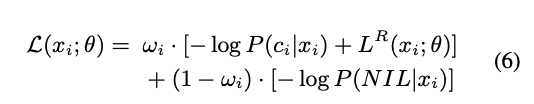 ℒ(xᵢ; θ) = ωᵢ · [− log P(cᵢ|xᵢ) + Lᴿ(xᵢ; θ)]
+ (1 − ωᵢ) · [− log P(NIL|xᵢ)] (6)